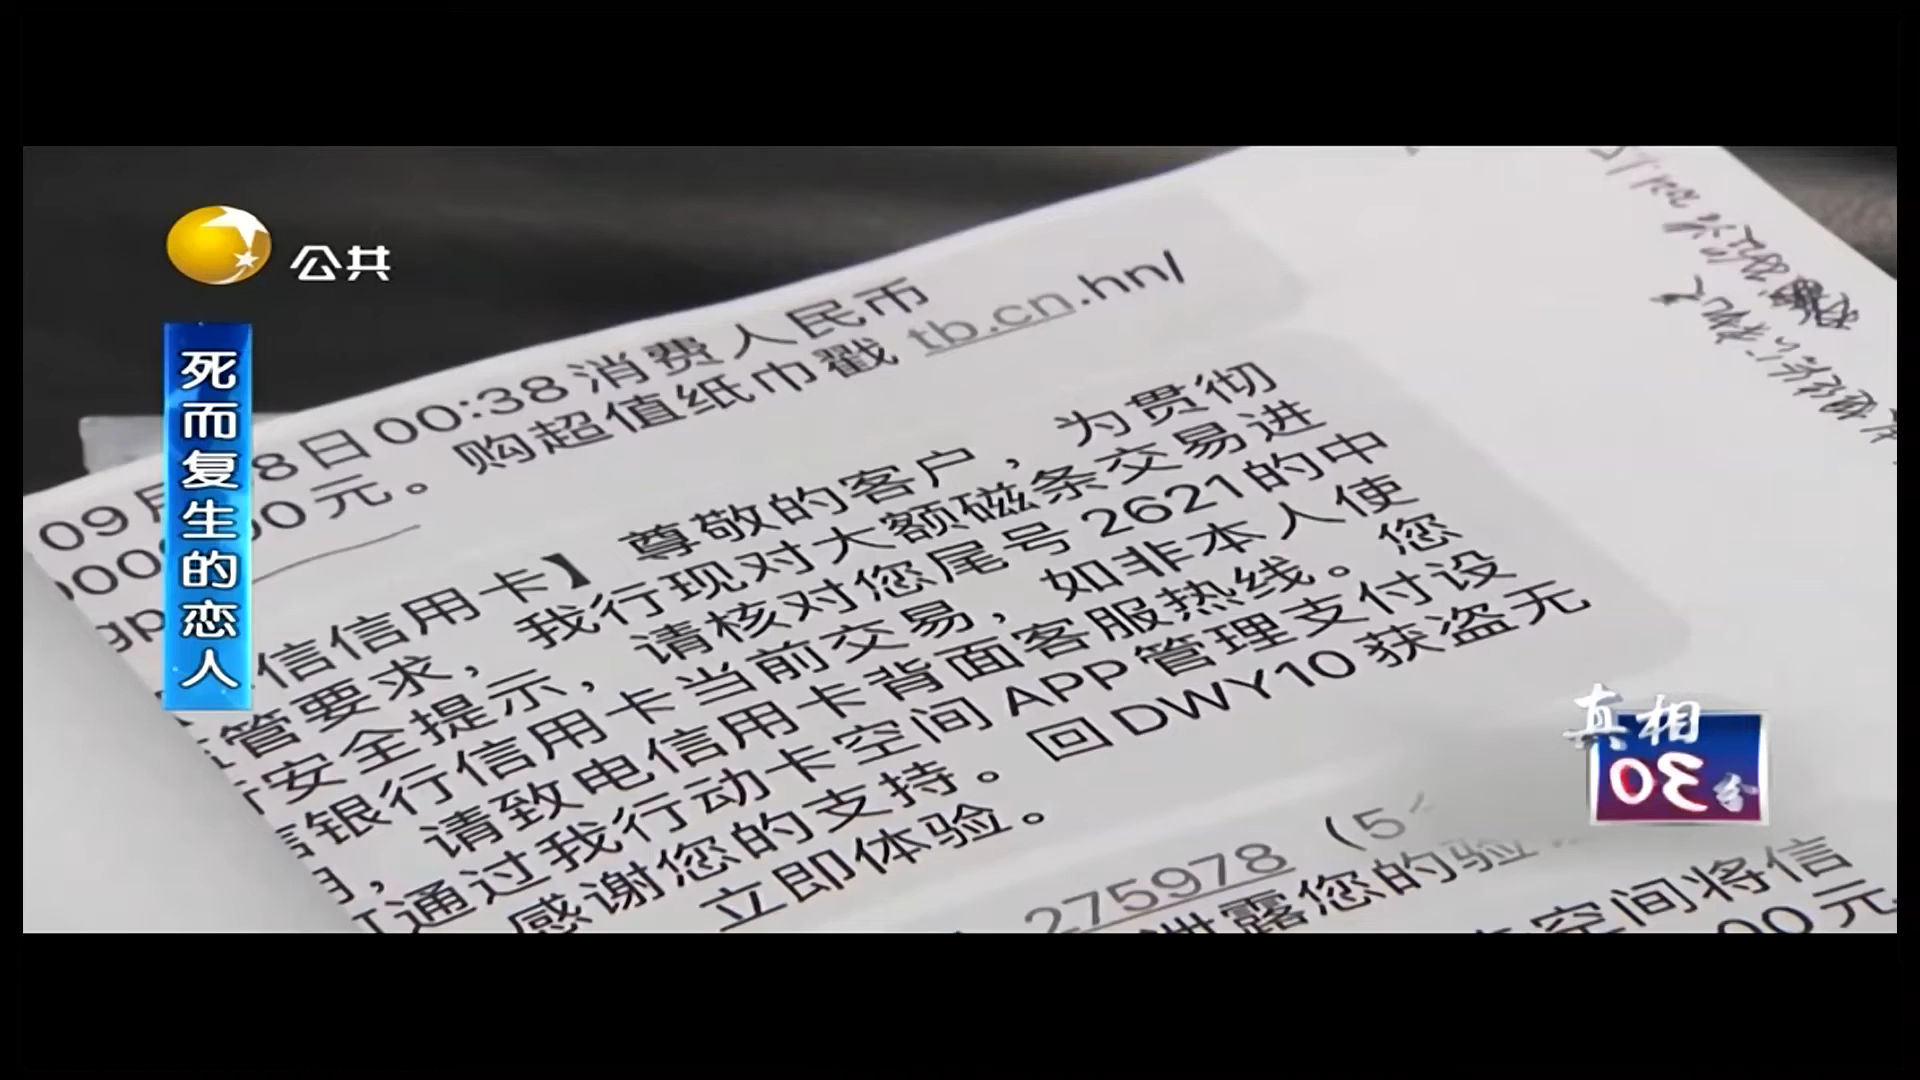 公共
死而复生的恋人
09月 8日00:38消费人民币
00元。购超值纸巾戳 tb.cn.hn/
信信用卡】尊敬的客户，为贯彻
管要求，我行现对大额磁条交易进
安全提示，请核对您尾号2621的中
银行信用卡当前交易，如非本人使
，请致电信用卡背面客服热线。您
通过我行动卡空间APP管理支付设
感谢您的支持。回DWY10获盗无
立即体验。
275978（5
泄露您的验
空间将信
00元
真相
30分